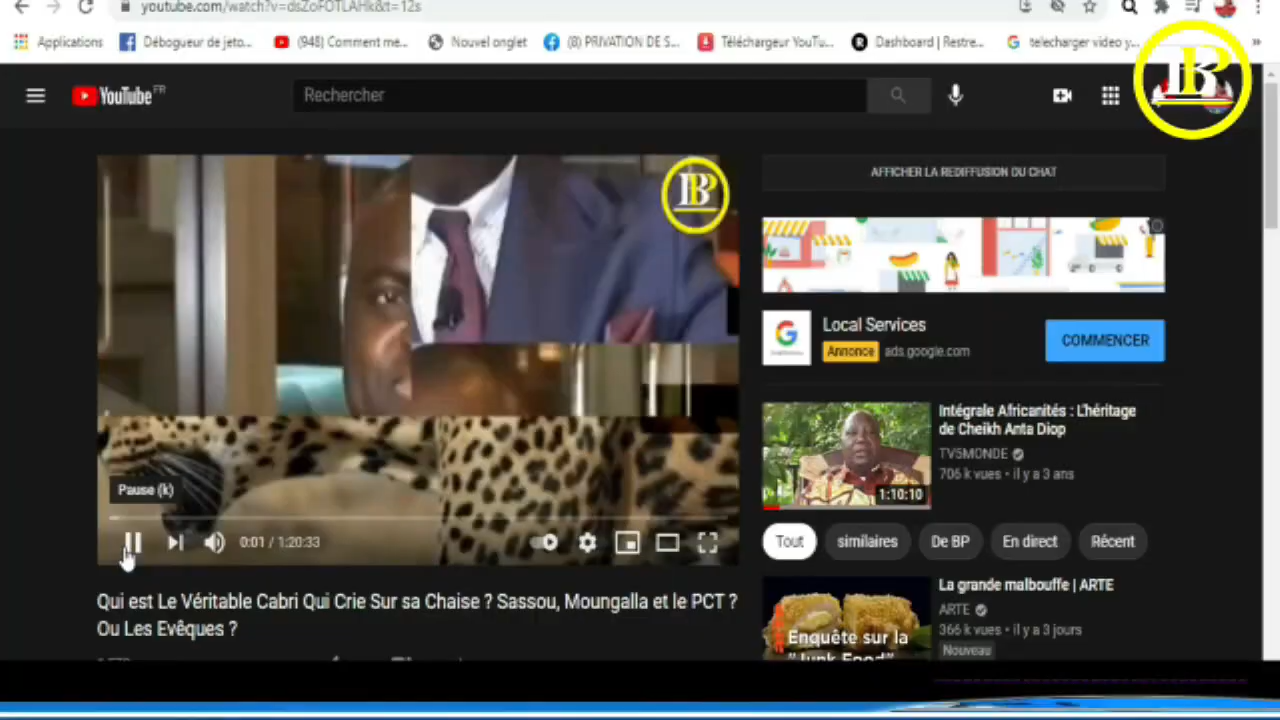 youtube.com/watch?v=dsZoFOTLAHk&t=12s
Applications
Débogueur de jeto...
(948) Comment me...
Nouvel onglet
(8) PRIVATION DE S...
Téléchargeur YouTu...
Dashboard | Restre...
telecharger video y...
YouTube FR
Rechercher
BP
BP
AFFICHER LA REDIFFUSION DU CHAT
Local Services
Annonce ads.google.com
COMMENCER
Intégrale Africanités : L'héritage
de Cheikh Anta Diop
TV5MONDE
706 k vues • il y a 3 ans
1:10:10
Pause (k)
0:01 / 1:20:33
Tout
similaires
De BP
En direct
Récent
Qui est Le Véritable Cabri Qui Crie Sur sa Chaise ? Sassou, Moungalla et le PCT ?
Ou Les Evêques ?
La grande malbouffe | ARTE
ARTE
366 k vues • il y a 3 jours
Nouveau
Enquête sur la
"Junk Food"